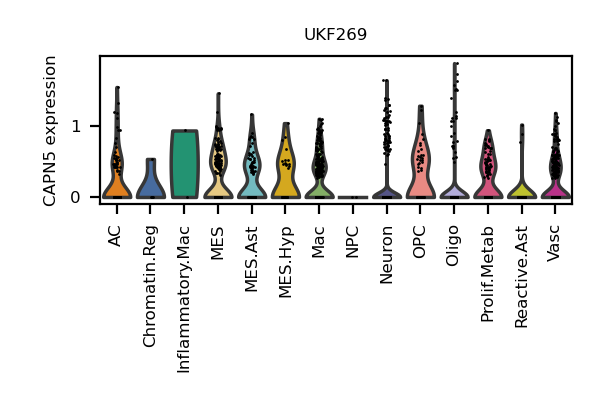 UKF269
CAPN5 expression
1
0
AC
Chromatin.Reg
Inflammatory.Mac
MES
MES.Ast
MES.Hyp
Mac
NPC
Neuron
OPC
Oligo
Prolif.Metab
Reactive.Ast
Vasc